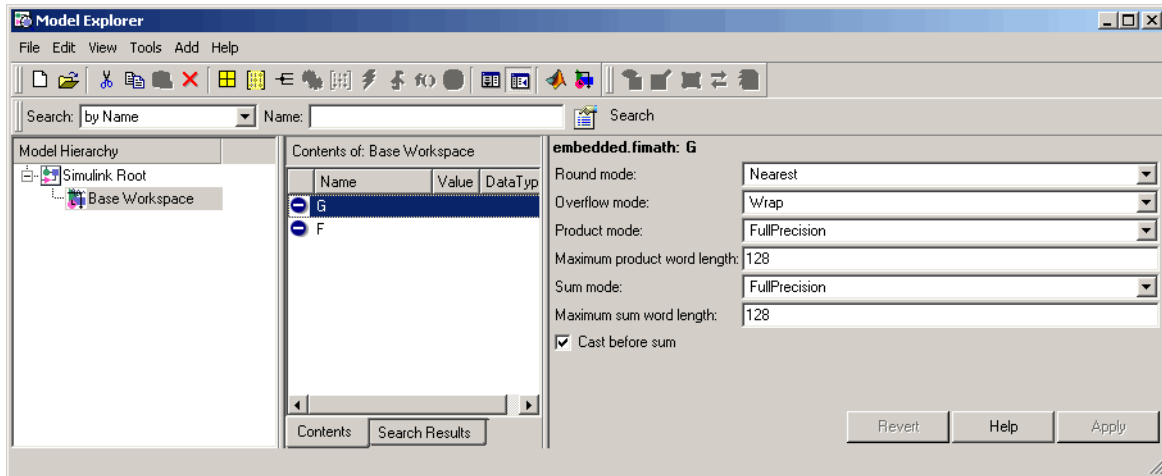 Model Explorer
File Edit View Tools Add Help
f()
Search: by Name Name: Search
Model Hierarchy
Simulink Root
Base Workspace
Contents of: Base Workspace
Name Value DataTyp
G
F
Contents Search Results
embedded.fimath: G
Round mode: Nearest
Overflow mode: Wrap
Product mode: FullPrecision
Maximum product word length: 128
Sum mode: FullPrecision
Maximum sum word length: 128
Cast before sum
Revert Help Apply